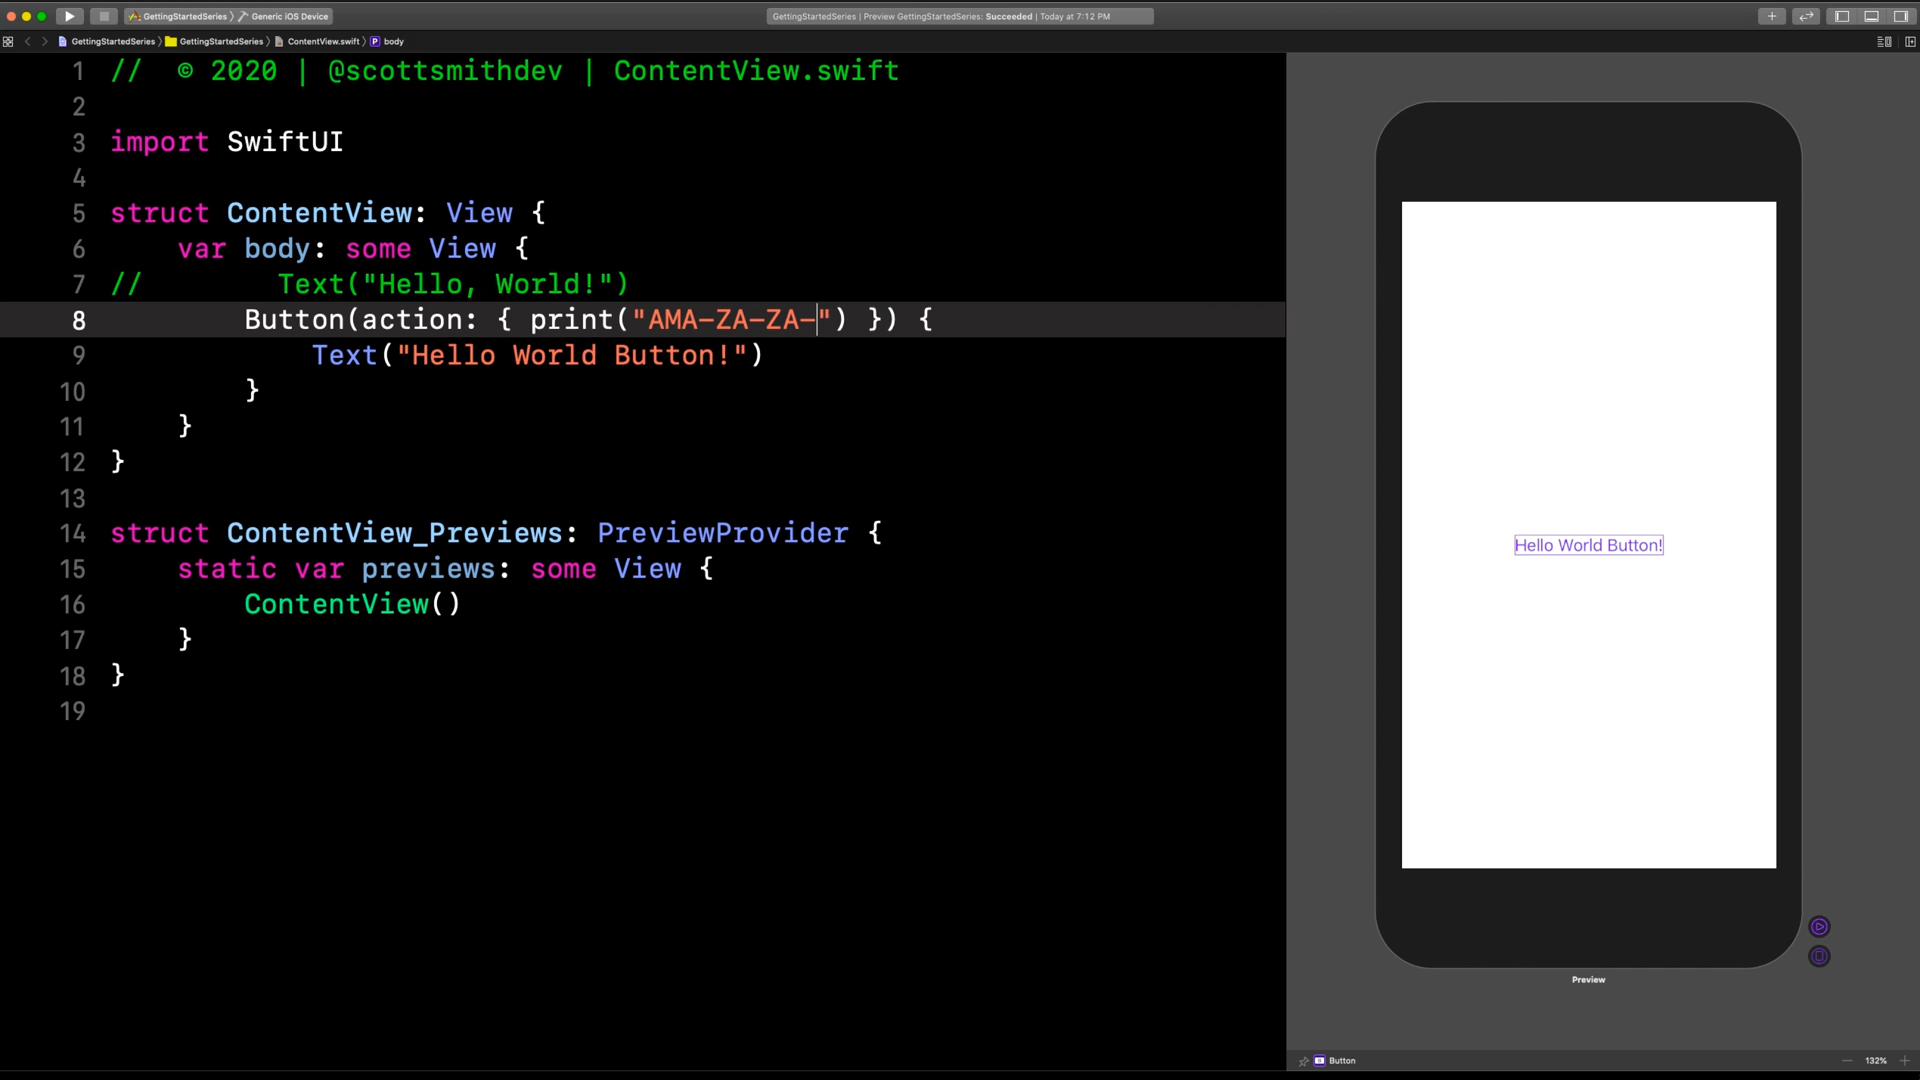 GettingStartedSeries 〉 Generic iOS Device
GettingStartedSeries | Preview GettingStartedSeries: Succeeded | Today at 7:12 PM
GettingStartedSeries 〉 GettingStartedSeries 〉 ContentView.swift 〉 P body
1 //  © 2020 | @scottsmithdev | ContentView.swift
2
3 import SwiftUI
4
5 struct ContentView: View {
6     var body: some View {
7 //        Text("Hello, World!")
8         Button(action: { print("AMA-ZA-ZA-") }) {
9             Text("Hello World Button!")
10         }
11     }
12 }
13
14 struct ContentView_Previews: PreviewProvider {
15     static var previews: some View {
16         ContentView()
17     }
18 }
19
Hello World Button!
Preview
Button
132%